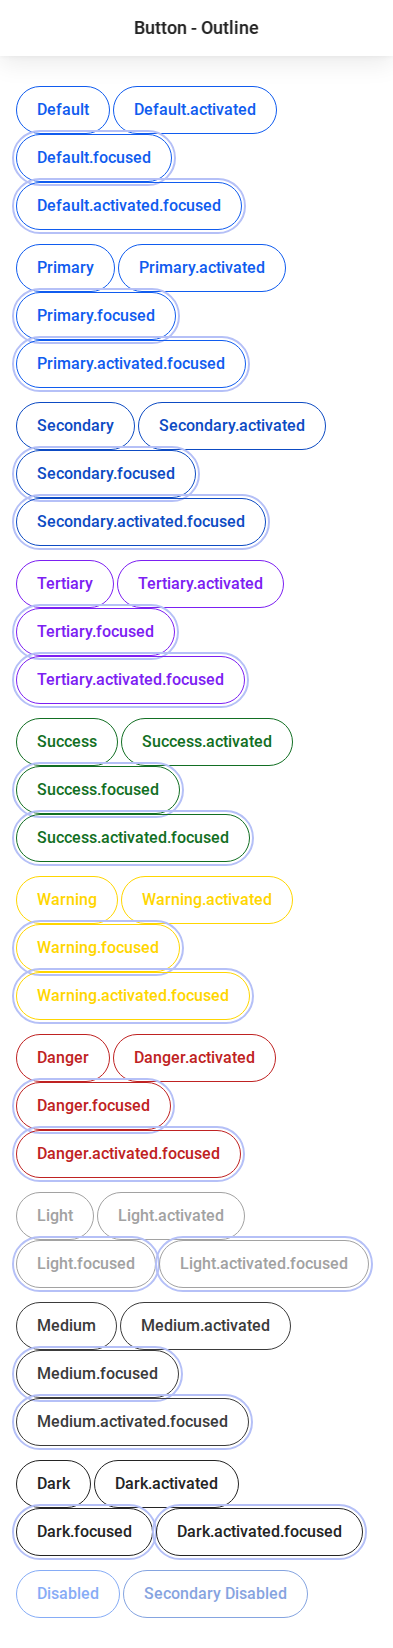 Button - Outline
Default Default.activated
Default.focused
Default.activated.focused
Primary Primary.activated
Primary.focused
Primary.activated.focused
Secondary Secondary.activated
Secondary.focused
Secondary.activated.focused
Tertiary Tertiary.activated
Tertiary.focused
Tertiary.activated.focused
Success Success.activated
Success.focused
Success.activated.focused
Warning Warning.activated
Warning.focused
Warning.activated.focused
Danger Danger.activated
Danger.focused
Danger.activated.focused
Light Light.activated
Light.focused Light.activated.focused
Medium Medium.activated
Medium.focused
Medium.activated.focused
Dark Dark.activated
Dark.focused Dark.activated.focused
Disabled Secondary Disabled